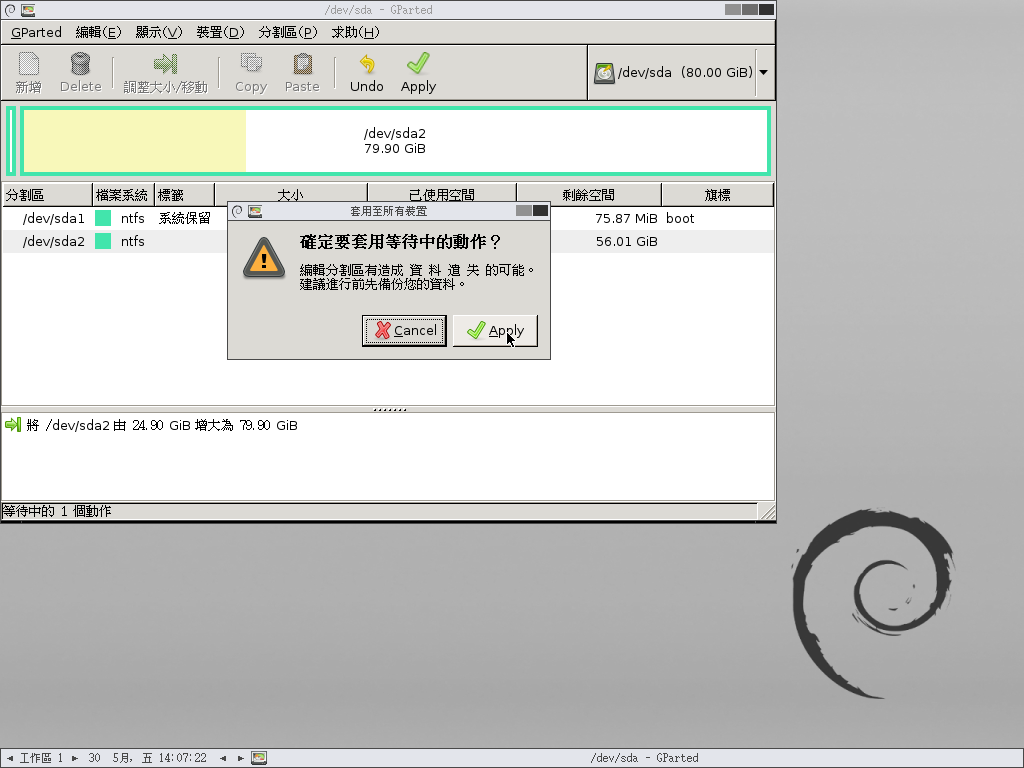 /dev/sda - GParted
GParted 編輯(E) 顯示(V) 裝置(D) 分割區(P) 求助(H)
新增 Delete 調整大小/移動 Copy Paste Undo Apply /dev/sda (80.00 GiB)
/dev/sda2
79.90 GiB
分割區 檔案系統 標籤 大小 己使用空間 剩餘空間 旗標
/dev/sda1 ntfs 系統保留 75.87 MiB boot
/dev/sda2 ntfs 56.01 GiB
套用至所有裝置
確定要套用等待中的動作？
編輯分割區有造成 資 料 遺 失 的可能。
建議進行前先備份您的資料。
Cancel Apply
將 /dev/sda2 由 24.90 GiB 增大為 79.90 GiB
等待中的 1 個動作
工作區 1 30 5月, 五 14:07:22 /dev/sda - GParted